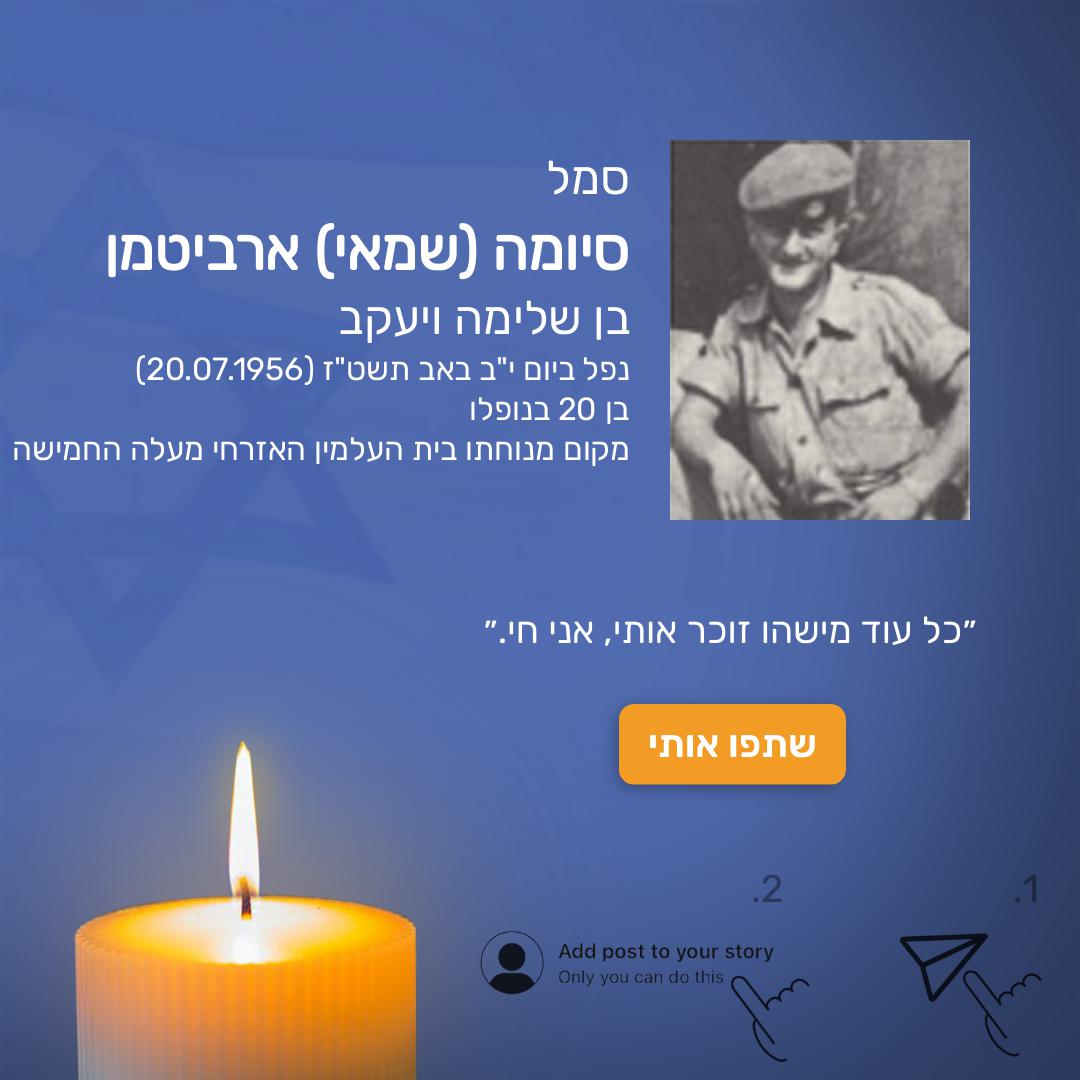 סמל
סיומה (שמאי) ארביטמן
בן שלימה ויעקב
נפל ביום י"ב באב תשט"ז (20.07.1956)
בן 20 בנופלו
מקום מנוחתו בית העלמין האזרחי מעלה החמישה
״כל עוד מישהו זוכר אותי, אני חי.״
שתפו אותי
1.
2.
Add post to your story
Only you can do this